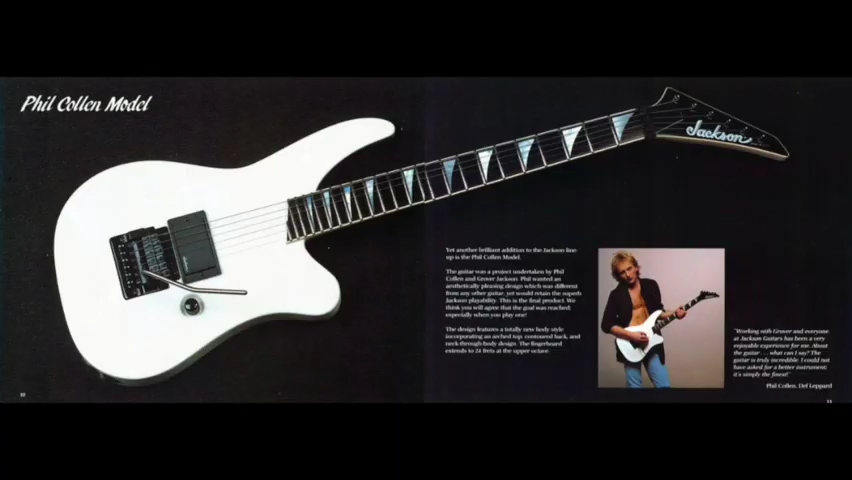 Phil Collen Model
Jackson
Yet another brilliant addition to the Jackson line-
up is the Phil Collen Model.
The guitar was a project undertaken by Phil
Collen and Grover Jackson. Phil wanted an
aesthetically pleasing design which was different
from any other guitar, yet would retain the superb
Jackson playability. This is the final product. We
think you will agree that the goal was reached;
especially when you play one!
The design features a totally new body style
incorporating an arched top, contoured back, and
neck-through body design. The fingerboard
extends to 24 frets at the upper octave.
"Working with Grover and everyone
at Jackson Guitars has been a very
enjoyable experience for me. About
the guitar . . . what can I say? The
guitar is truly incredible. I could not
have asked for a better instrument;
it's simply the finest!"
Phil Collen, Def Leppard